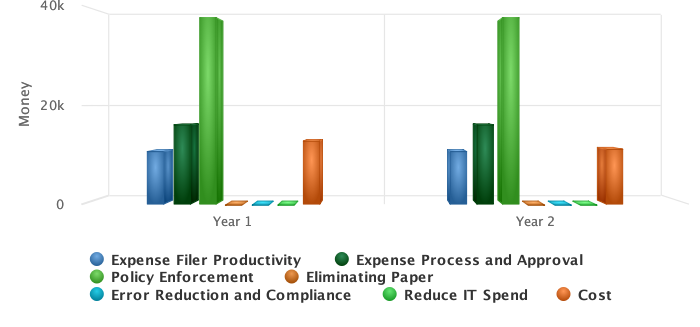 40k
20k
0
Money
Year 1 Year 2
Expense Filer Productivity Expense Process and Approval
Policy Enforcement Eliminating Paper
Error Reduction and Compliance Reduce IT Spend Cost